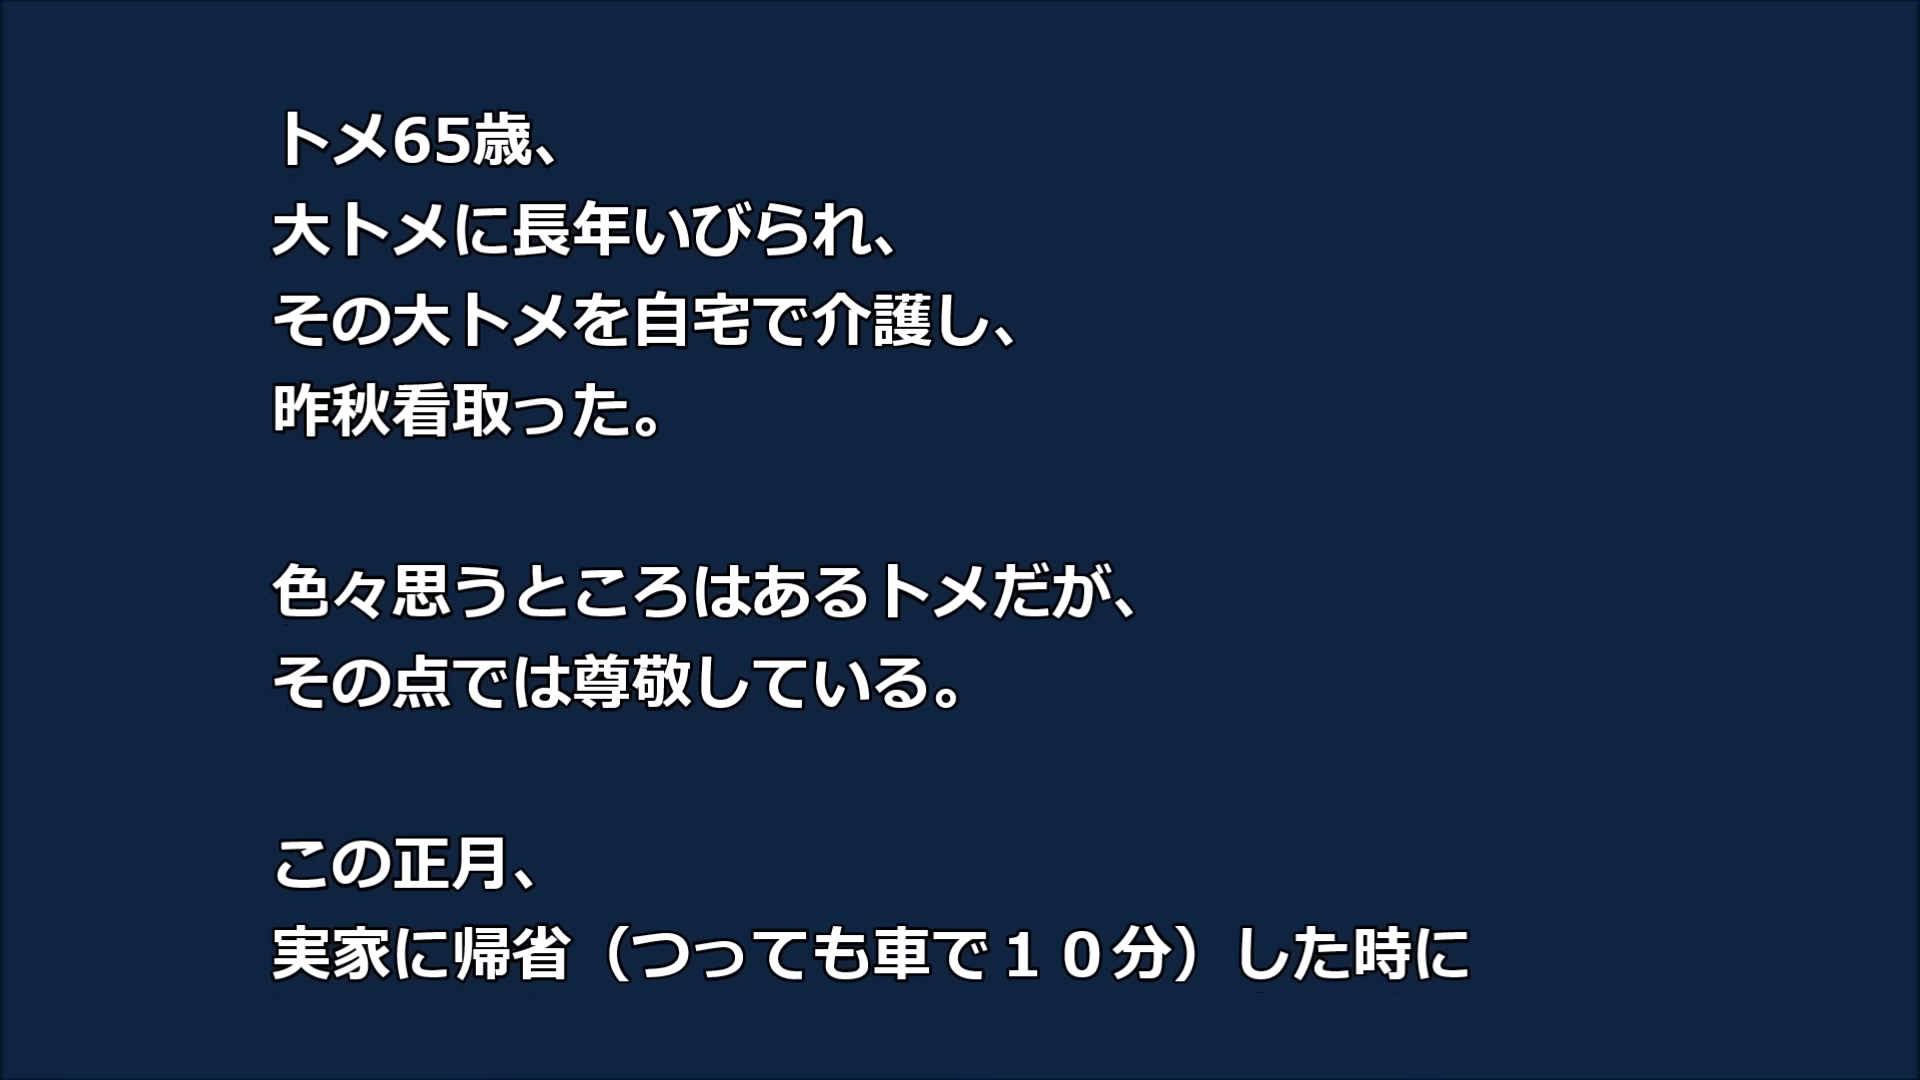 トメ65歳、
大トメに長年いびられ、
その大トメを自宅で介護し、
昨秋看取った。
色々思うところはあるトメだが、
その点では尊敬している。
この正月、
実家に帰省（つっても車で１０分）した時に